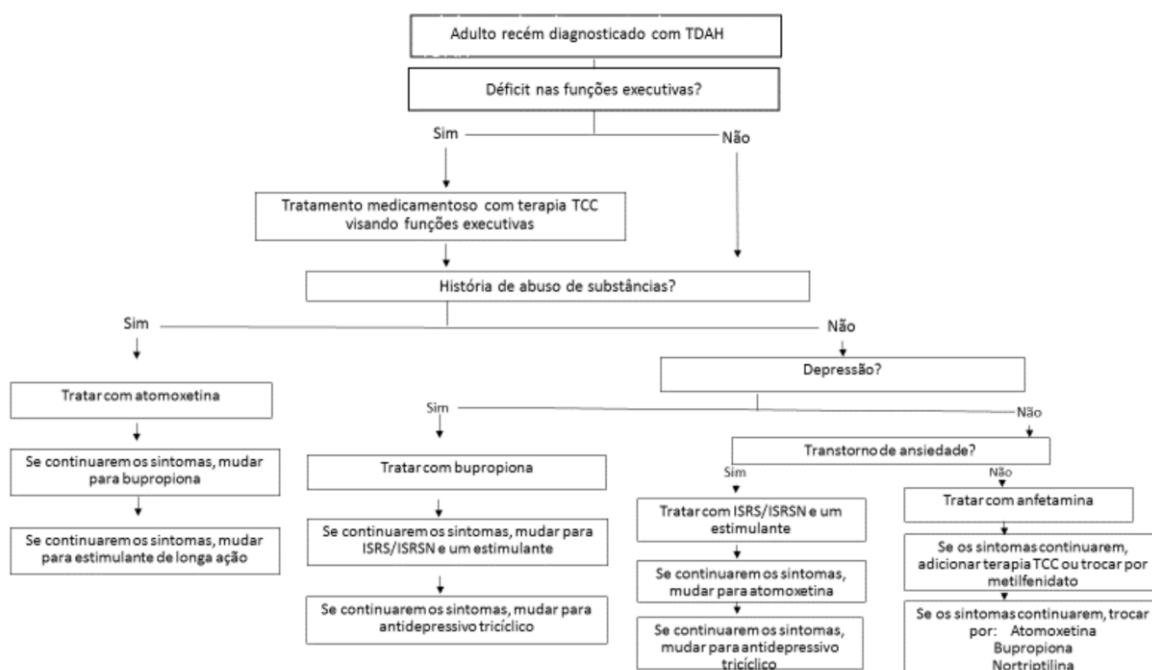 Adulto recém diagnosticado com TDAH
Déficit nas funções executivas?
Sim
Não
Tratamento medicamentoso com terapia TCC
visando funções executivas
História de abuso de substâncias?
Sim
Não
Depressão?
Tratar com atomoxetina
Sim
Não
Transtorno de ansiedade?
Se continuarem os sintomas, mudar
para bupropiona
Tratar com bupropiona
Sim
Não
Tratar com ISRS/ISRSN e um
estimulante
Tratar com anfetamina
Se continuarem os sintomas, mudar
para estimulante de longa ação
Se continuarem os sintomas, mudar para
ISRS/ISRSN e um estimulante
Se continuarem os sintomas,
mudar para atomoxetina
Se os sintomas continuarem,
adicionar terapia TCC ou trocar por
metilfenidato
Se continuarem os sintomas, mudar para
antidepressivo tricíclico
Se continuarem os sintomas,
mudar para antidepressivo
tricíclico
Se os sintomas continuarem, trocar
por: Atomoxetina
Bupropiona
Nortriptilina